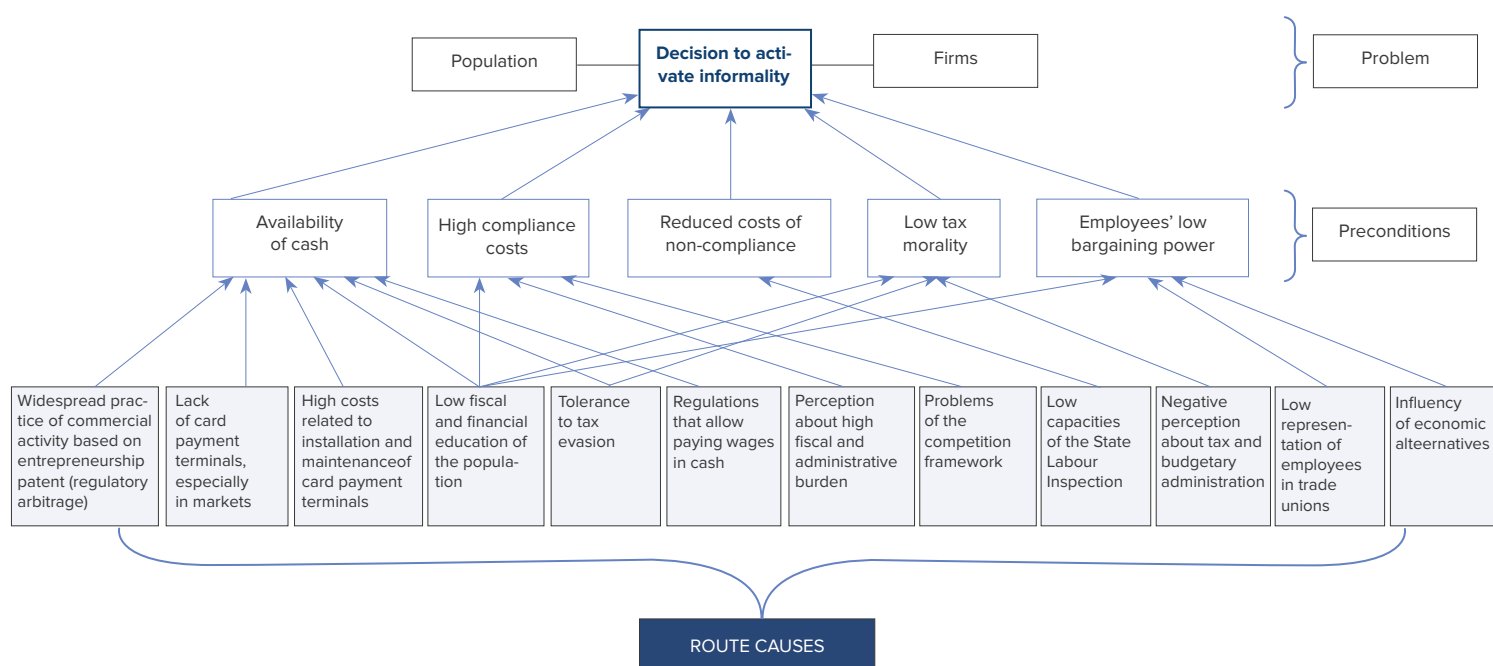 Population
Decision to acti-
vate informality
Firms
Problem
Availability
of cash
High compliance
costs
Reduced costs of
non-compliance
Low tax
morality
Employees’ low
bargaining power
Preconditions
Widespread prac-
tice of commercial
activity based on
entrepreneurship
patent (regulatory
arbitrage)
Lack
of card
payment
terminals,
especially
in markets
High costs
related to
installation and
maintenanceof
card payment
terminals
Low fiscal
and financial
education of
the popula-
tion
Tolerance
to tax
evasion
Regulations
that allow
paying wages
in cash
Perception
about high
fiscal and
administrative
burden
Problems
of the
competition
framework
Low
capacities
of the State
Labour
Inspection
Negative
perception
about tax and
budgetary
administration
Low
represen-
tation of
employees
in trade
unions
Influency
of economic
alteernatives
ROUTE CAUSES